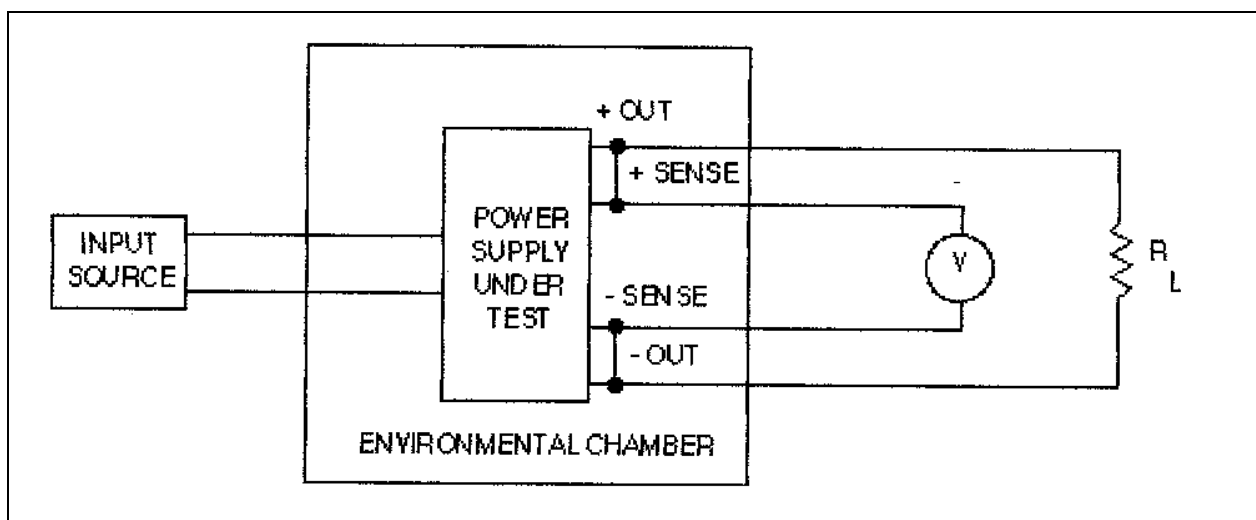 + OUT
+ SENSE
POWER
SUPPLY
UNDER
TEST
INPUT
SOURCE
V
R
L
- SENSE
- OUT
ENVIRONMENTAL CHAMBER